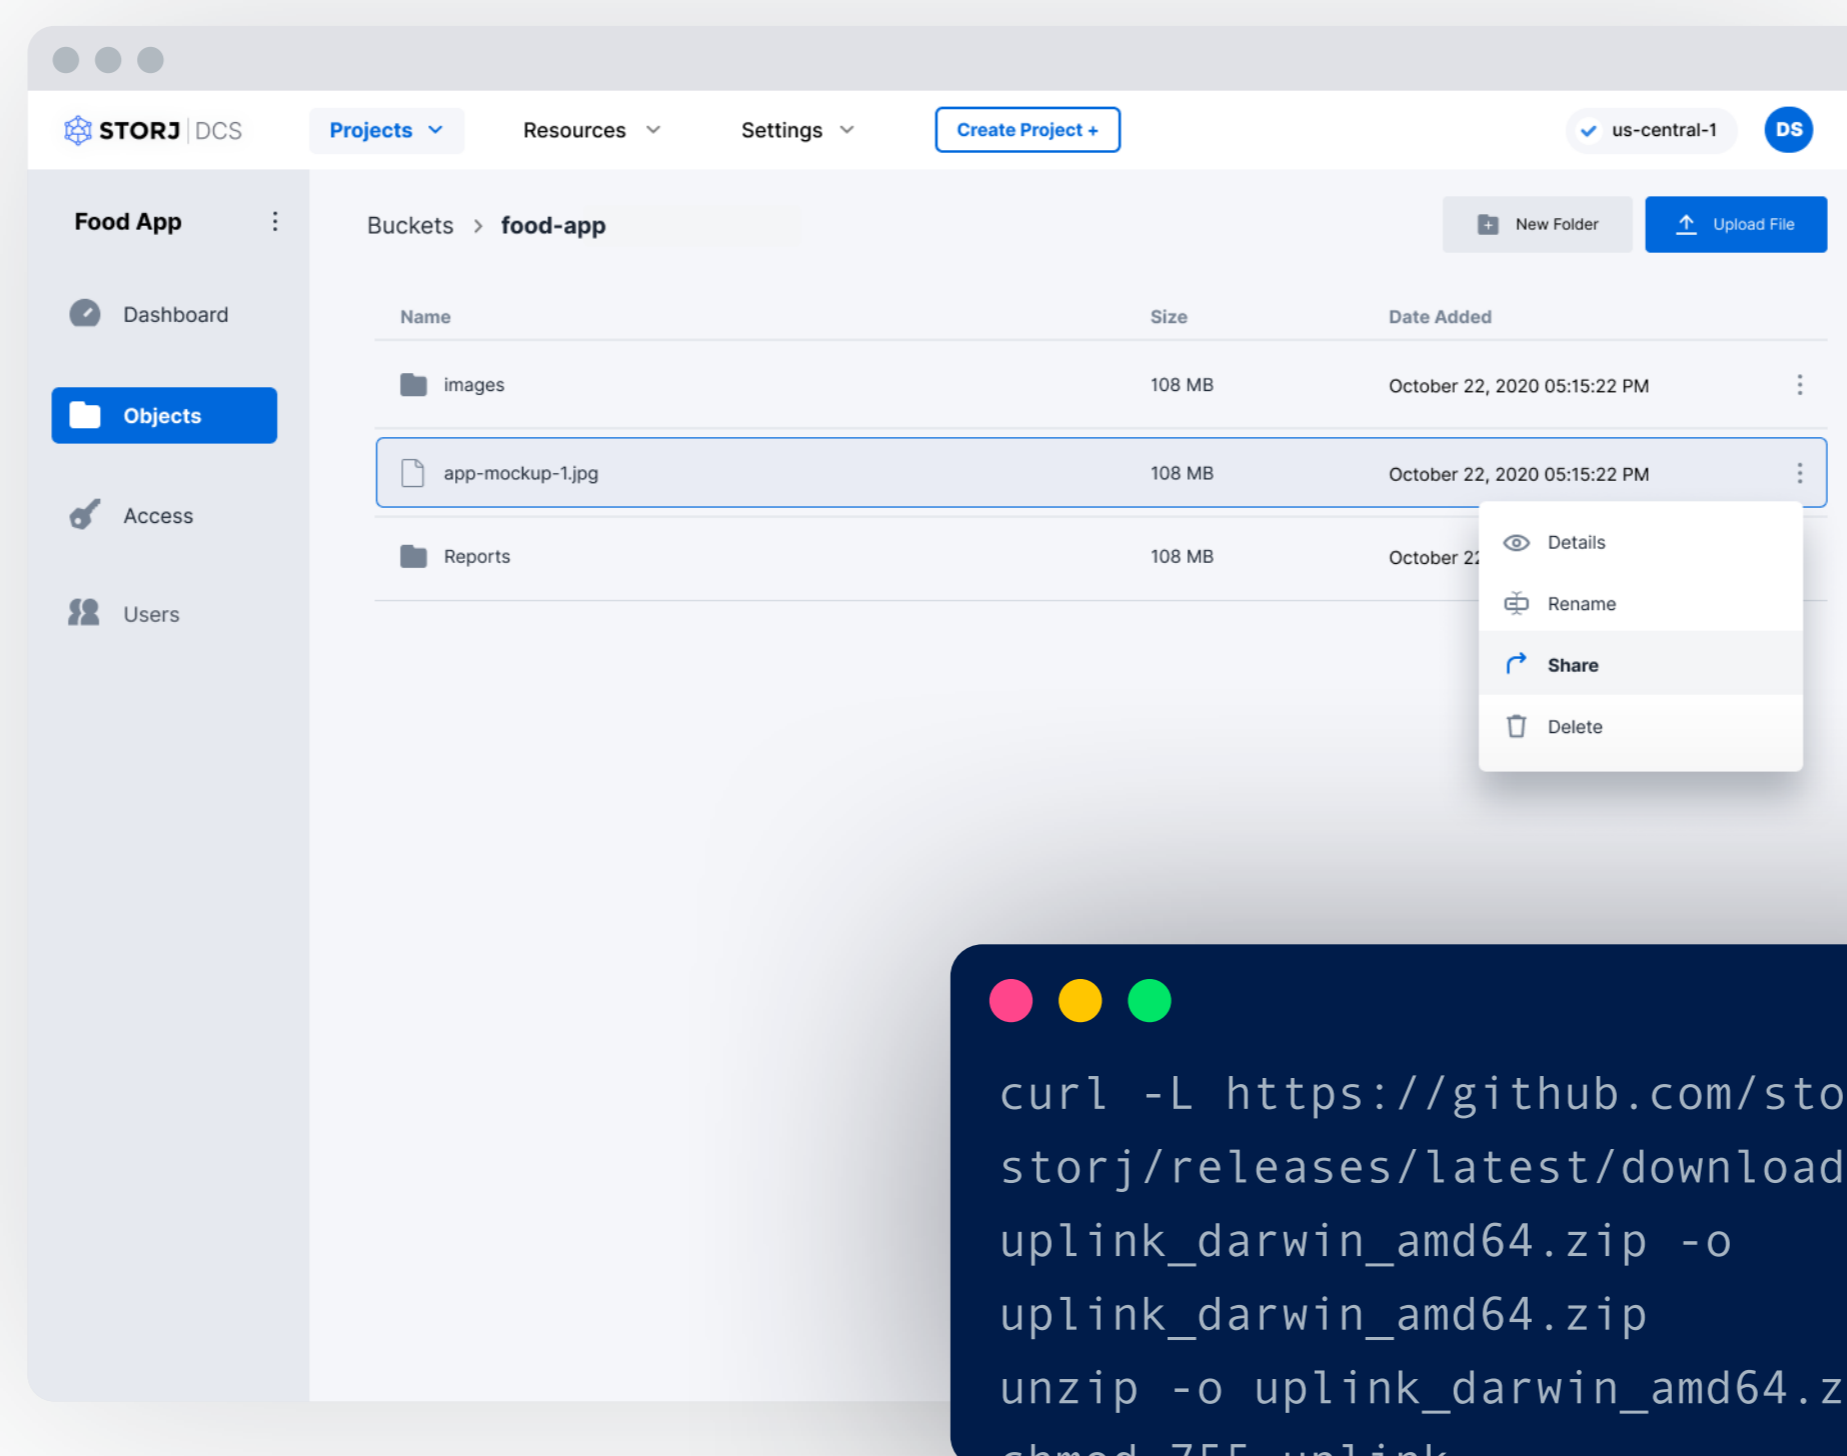 STORJ DCS
Projects
Resources
Settings
Create Project +
us-central-1
DS
Food App
Dashboard
Objects
Access
Users
Buckets > food-app
New Folder
Upload File
Name Size Date Added
images 108 MB October 22, 2020 05:15:22 PM
app-mockup-1.jpg 108 MB October 22, 2020 05:15:22 PM
Reports 108 MB October 22
Details
Rename
Share
Delete
curl -L https://github.com/sto
storj/releases/latest/download
uplink_darwin_amd64.zip -o
uplink_darwin_amd64.zip
unzip -o uplink_darwin_amd64.z
chmod 755 uplink